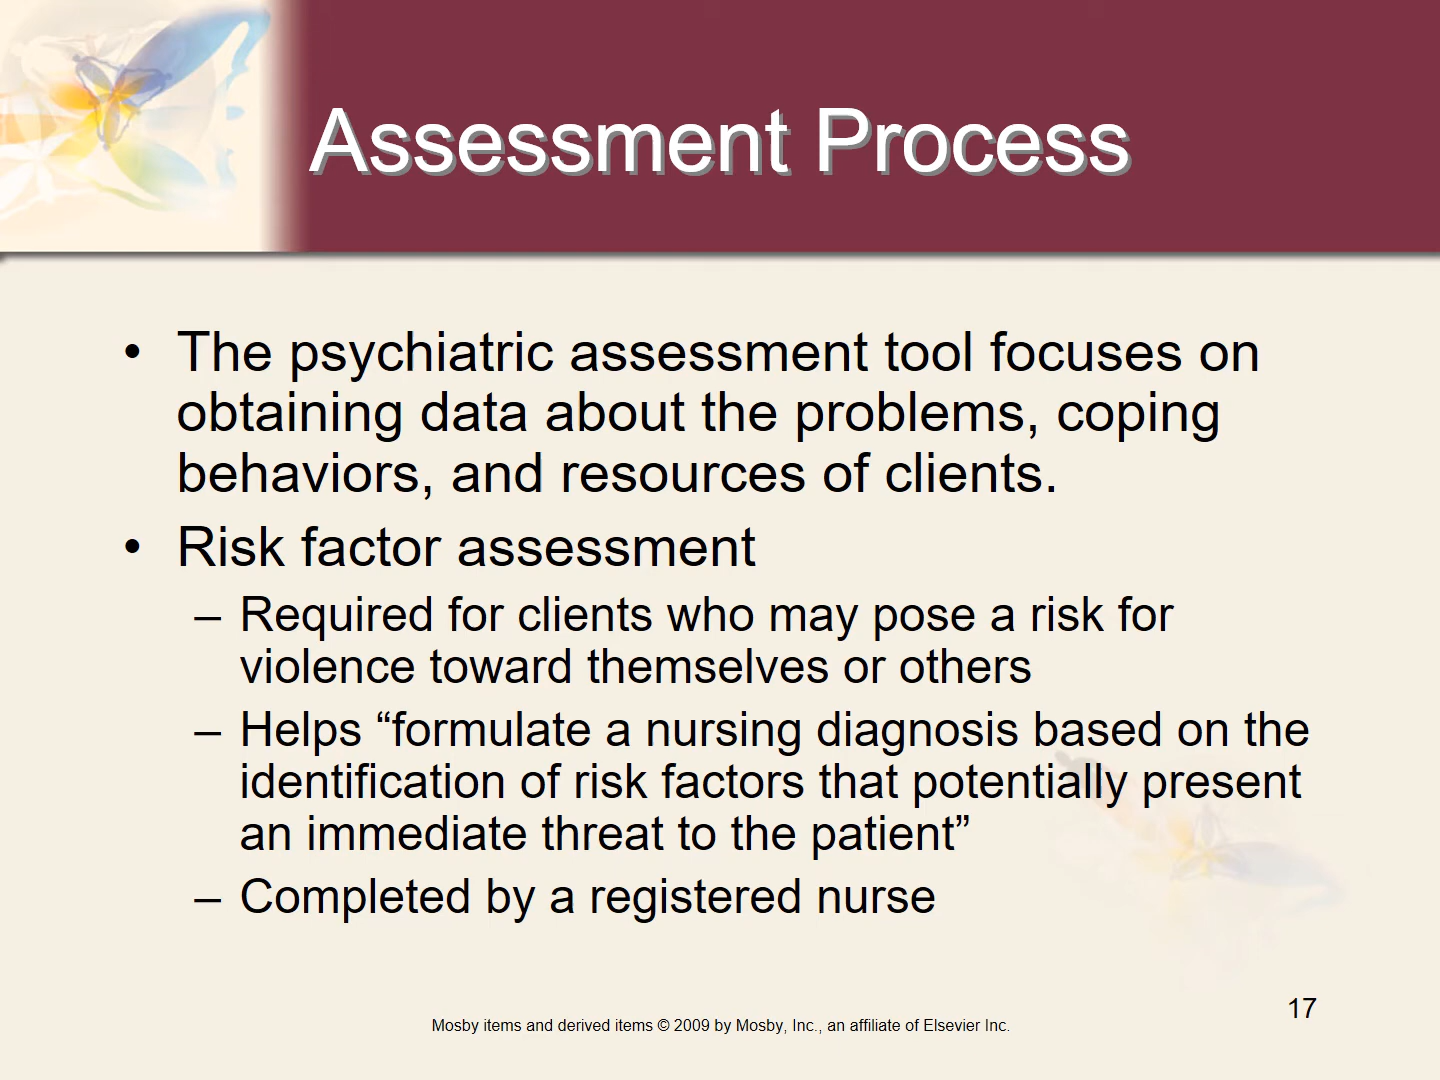 Assessment Process
• The psychiatric assessment tool focuses on
obtaining data about the problems, coping
behaviors, and resources of clients.
• Risk factor assessment
– Required for clients who may pose a risk for
violence toward themselves or others
– Helps “formulate a nursing diagnosis based on the
identification of risk factors that potentially present
an immediate threat to the patient”
– Completed by a registered nurse
17
Mosby items and derived items © 2009 by Mosby, Inc., an affiliate of Elsevier Inc.